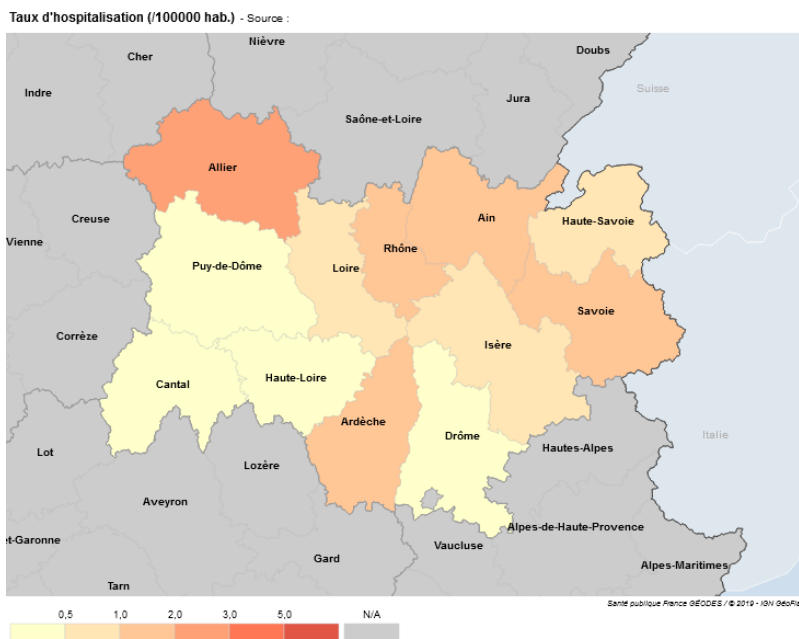 Taux d'hospitalisation (/100000 hab.) - Source :
Nièvre
Cher
Doubs
Indre
Suisse
Jura
Saône-et-Loire
Allier
Creuse
Ain
Haute-Savoie
Vienne
Rhône
Puy-de-Dôme
Loire
Savoie
Corrèze
Isère
Haute-Loire
Cantal
Ardèche
Drôme
Italie
Hautes-Alpes
Lot
Lozère
Aveyron
Alpes-de-Haute-Provence
et-Garonne
Vaucluse
Gard
Alpes-Maritimes
Tarn
Santé publique France GÉODES / © 2019 - IGN GéoFla
0,5 1,0 2,0 3,0 5,0 N/A